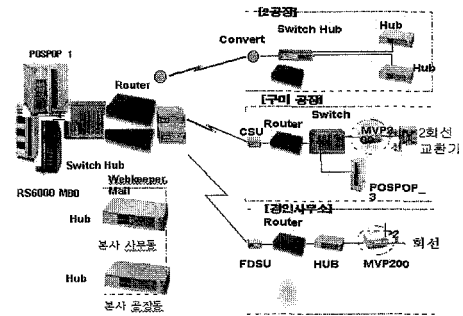 [2공장]
Switch Hub
Hub
Convert
Hub
POSPOP 1
Router
[구미 공장]
Switch
Router
CSU
MVP2
2회선
교환기
POSPOP_
3
Switch Hub
RS6000 M80
Webkeeper
Mail
Hub
본사 사무동
Router
회선
FDSU
HUB
MVP200
Hub
본사 공장동